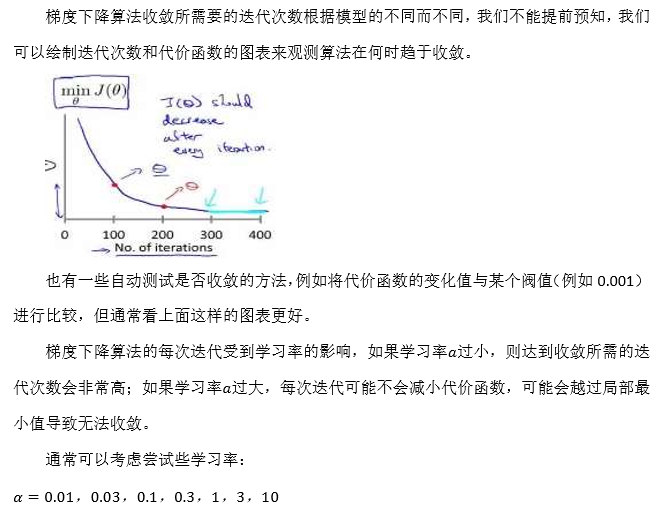 梯度下降算法收敛所需要的迭代次数根据模型的不同而不同，我们不能提前预知，我们
可以绘制迭代次数和代价函数的图表来观测算法在何时趋于收敛。
min J(θ)
θ
J(θ) should
decrease
after
every iteration.
θ
θ
0 100 200 300 400
→ No. of iterations
也有一些自动测试是否收敛的方法，例如将代价函数的变化值与某个阀值（例如 0.001）
进行比较，但通常看上面这样的图表更好。
梯度下降算法的每次迭代受到学习率的影响，如果学习率𝑎过小，则达到收敛所需的迭
代次数会非常高；如果学习率𝑎过大，每次迭代可能不会减小代价函数，可能会越过局部最
小值导致无法收敛。
通常可以考虑尝试些学习率：
𝛼 = 0.01，0.03，0.1，0.3，1，3，10